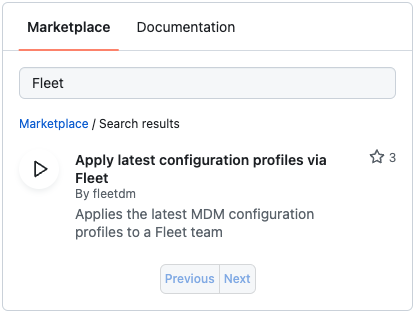 Marketplace Documentation
Fleet
Marketplace / Search results
Apply latest configuration profiles via
Fleet
3
By fleetdm
Applies the latest MDM configuration
profiles to a Fleet team
Previous Next